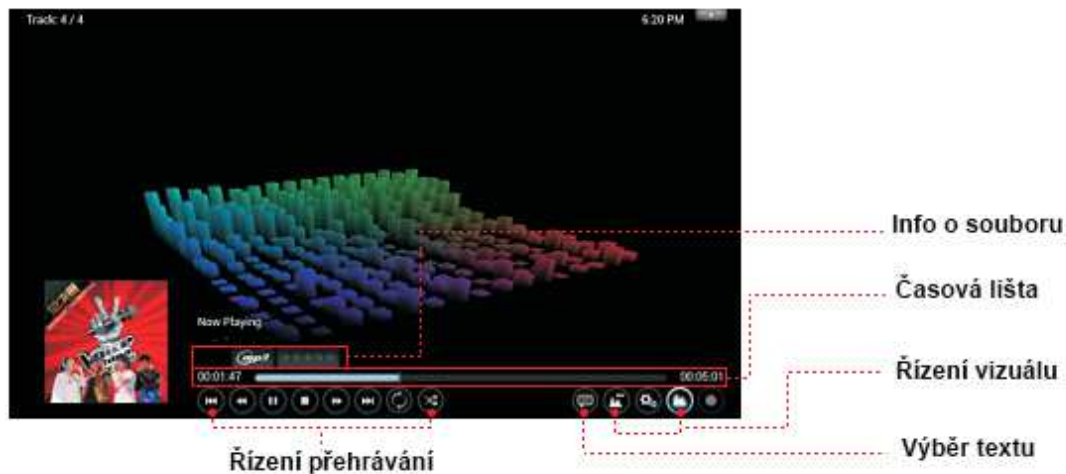 Track: 4 / 4
6:20 PM
Info o souboru
Časová lišta
Now Playing
mp3
00:01:47
00:05:01
Řízení vizuálu
Výběr textu
Řízení přehrávání